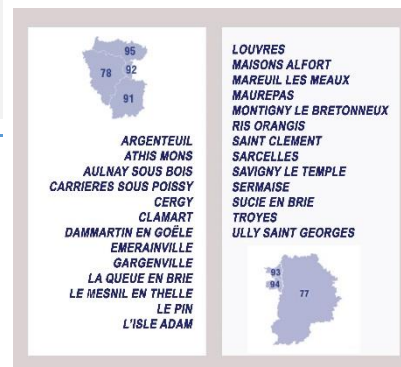 95
78 92
91
ARGENTEUIL
ATHIS MONS
AULNAY SOUS BOIS
CARRIERES SOUS POISSY
CERGY
CLAMART
DAMMARTIN EN GOËLE
EMERAINVILLE
GARGENVILLE
LA QUEUE EN BRIE
LE MESNIL EN THELLE
LE PIN
L'ISLE ADAM
LOUVRES
MAISONS ALFORT
MAREUIL LES MEAUX
MAUREPAS
MONTIGNY LE BRETONNEUX
RIS ORANGIS
SAINT CLEMENT
SARCELLES
SAVIGNY LE TEMPLE
SERMAISE
SUCIE EN BRIE
TROYES
ULLY SAINT GEORGES
93
94 77